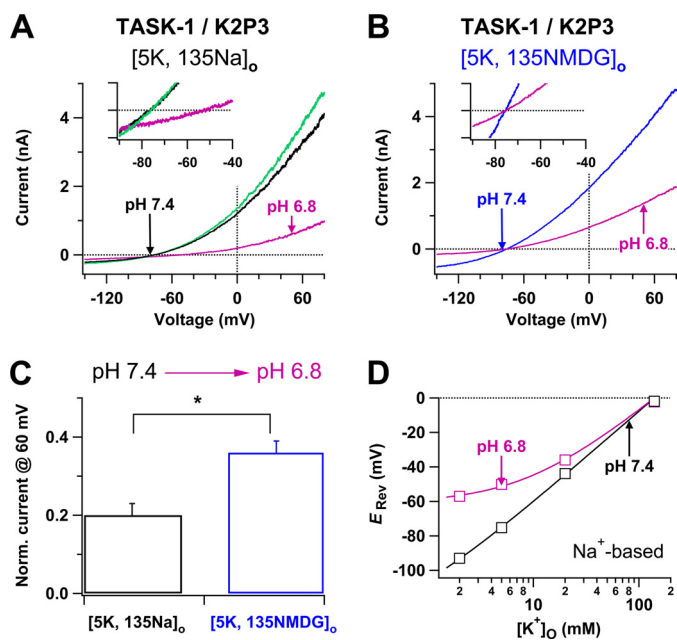 A
TASK-1 / K2P3
[5K, 135Na]o
Current (nA)
4
2
0
-80
-60
-40
pH 7.4
pH 6.8
-120
-60
0
60
Voltage (mV)
B
TASK-1 / K2P3
[5K, 135NMDG]o
Current (nA)
4
2
0
-80
-60
-40
pH 7.4
pH 6.8
-120
-60
0
60
Voltage (mV)
C
pH 7.4
pH 6.8
*
Norm. current @ 60 mV
0.4
0.2
0.0
[5K, 135Na]o
[5K, 135NMDG]o
D
ERev (mV)
0
-20
-40
-60
-80
-100
pH 6.8
pH 7.4
Na+-based
2 4 6 8 10 2 4 6 8 100
[K+]O (mM)